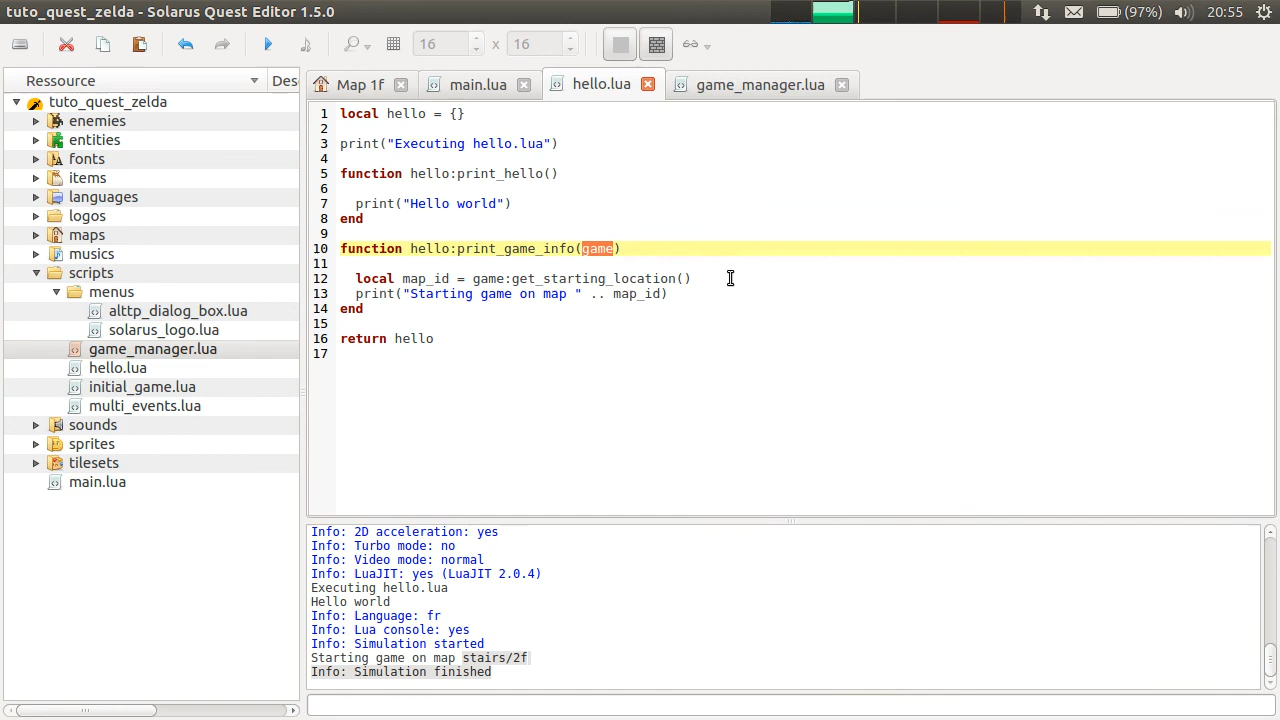 tuto_quest_zelda - Solarus Quest Editor 1.5.0
(97%)
20:55
16 x 16
Ressource
Des
tuto_quest_zelda
enemies
entities
fonts
items
languages
logos
maps
musics
scripts
menus
alttp_dialog_box.lua
solarus_logo.lua
game_manager.lua
hello.lua
initial_game.lua
multi_events.lua
sounds
sprites
tilesets
main.lua
Map 1f
main.lua
hello.lua
game_manager.lua
1 local hello = {}
2
3 print("Executing hello.lua")
4
5 function hello:print_hello()
6
7 print("Hello world")
8 end
9
10 function hello:print_game_info(game)
11
12 local map_id = game:get_starting_location()
13 print("Starting game on map " .. map_id)
14 end
15
16 return hello
17
Info: 2D acceleration: yes
Info: Turbo mode: no
Info: Video mode: normal
Info: LuaJIT: yes (LuaJIT 2.0.4)
Executing hello.lua
Hello world
Info: Language: fr
Info: Lua console: yes
Info: Simulation started
Starting game on map stairs/2f
Info: Simulation finished